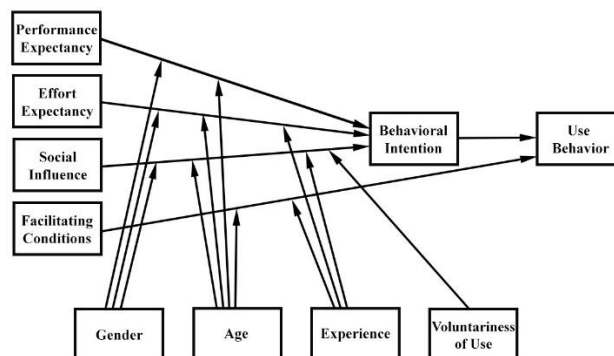 Performance
Expectancy
Effort
Expectancy
Social
Influence
Facilitating
Conditions
Behavioral
Intention
Use
Behavior
Gender
Age
Experience
Voluntariness
of Use